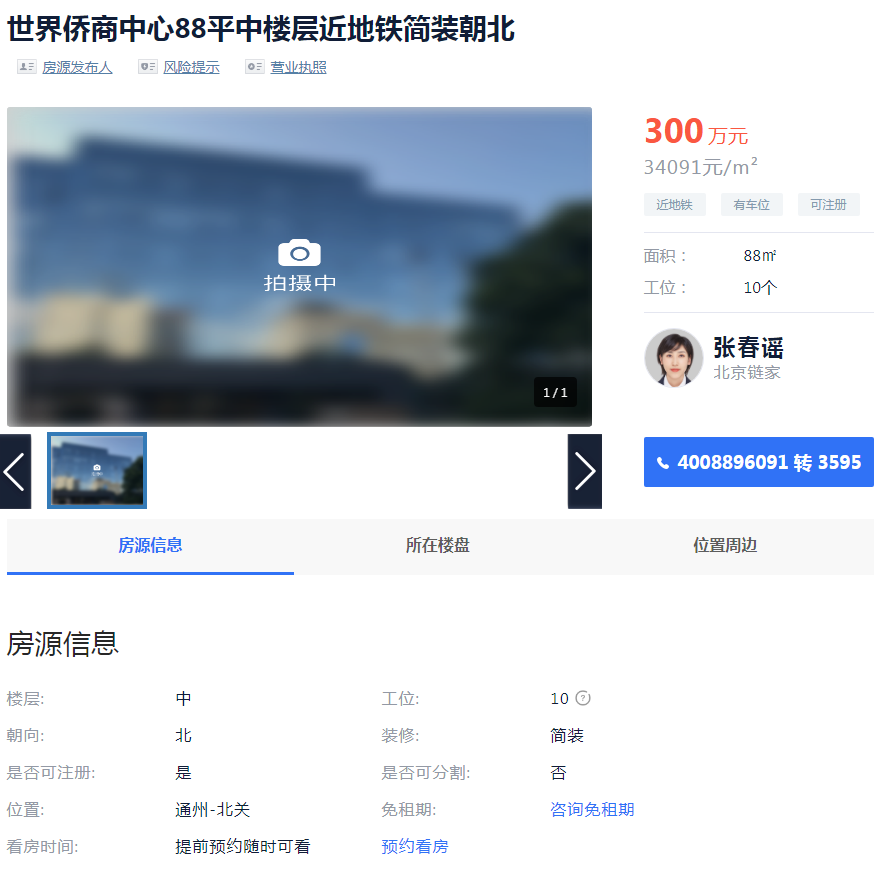 世界侨商中心88平中楼层近地铁简装朝北
房源发布人 风险提示 营业执照
拍摄中
1/1
300万元
34091元/m²
近地铁 有车位 可注册
面积： 88㎡
工位： 10个
张春谣
北京链家
4008896091 转 3595
房源信息 所在楼盘 位置周边
房源信息
楼层: 中 工位: 10 ?
朝向: 北 装修: 简装
是否可注册: 是 是否可分割: 否
位置: 通州-北关 免租期: 咨询免租期
看房时间: 提前预约随时可看 预约看房